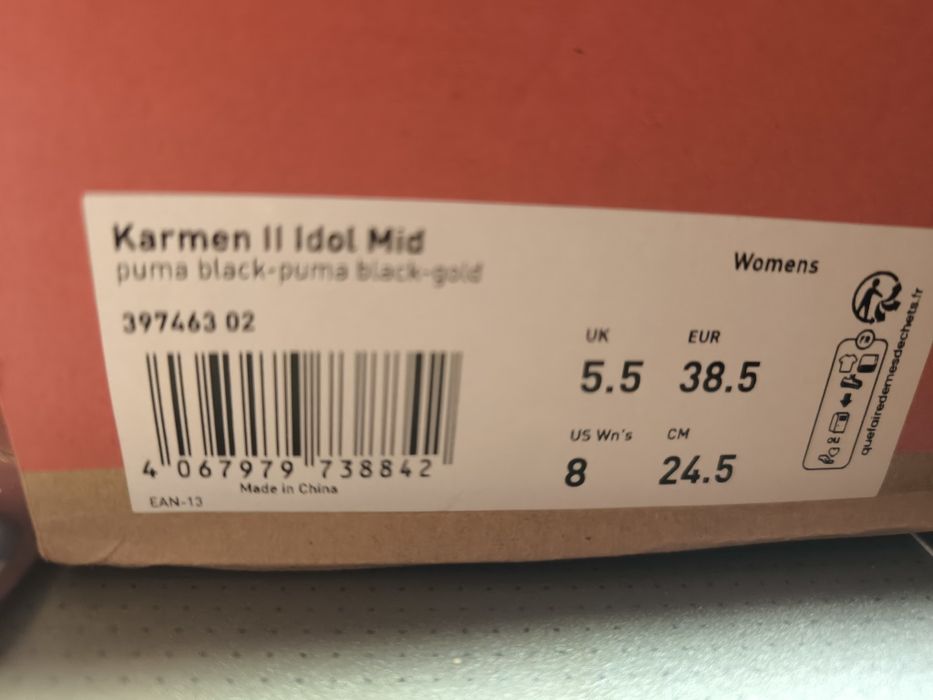 Karmen II Idol Mid
puma black-puma black-gold
397463 02
4 067979 738842
Made in China
EAN-13
Womens
UK EUR
5.5 38.5
US Wn's CM
8 24.5
quefairedemesdechets.fr